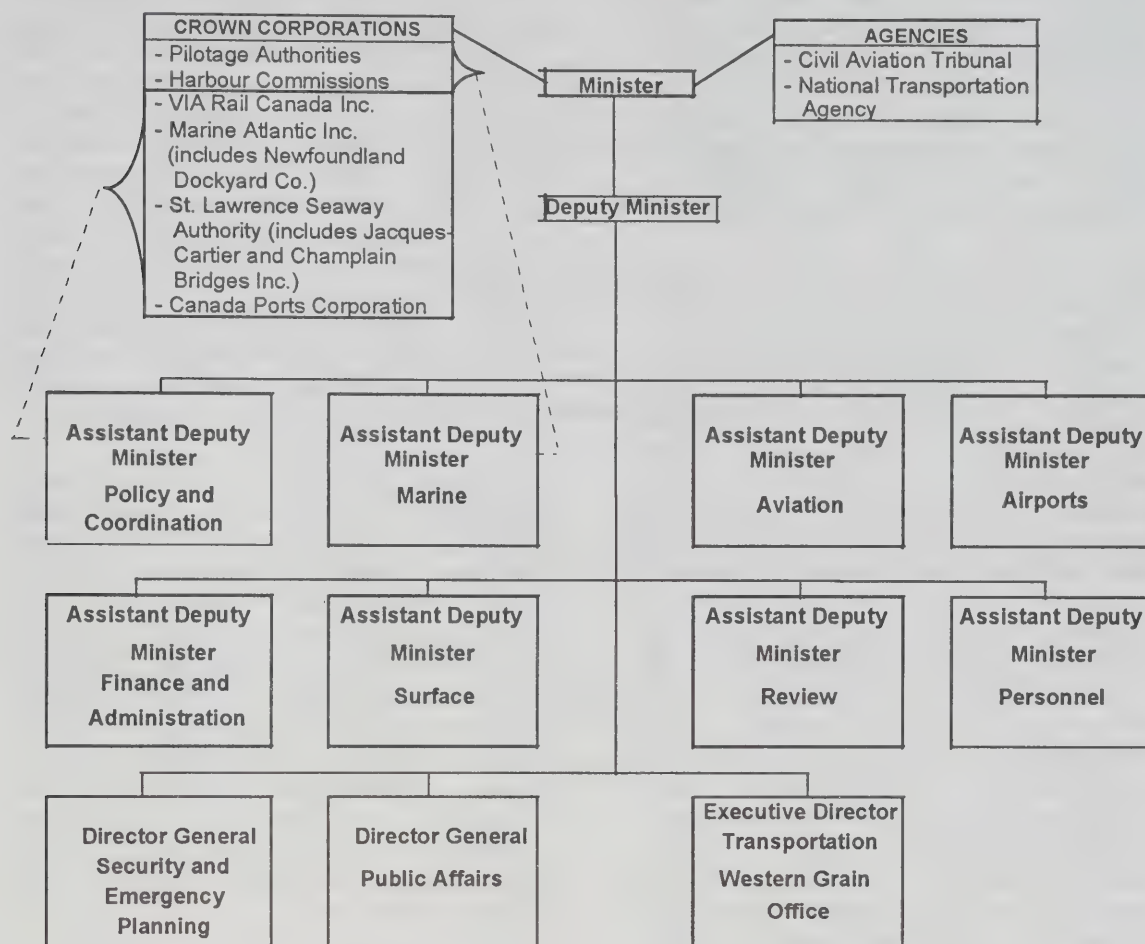 CROWN CORPORATIONS
- Pilotage Authorities
- Harbour Commissions
- VIA Rail Canada Inc.
- Marine Atlantic Inc.
(includes Newfoundland
Dockyard Co.)
- St. Lawrence Seaway
Authority (includes Jacques-
Cartier and Champlain
Bridges Inc.)
- Canada Ports Corporation
Minister
AGENCIES
- Civil Aviation Tribunal
- National Transportation
Agency
Deputy Minister
Assistant Deputy
Minister
Policy and
Coordination
Assistant Deputy
Minister
Marine
Assistant Deputy
Minister
Aviation
Assistant Deputy
Minister
Airports
Assistant Deputy
Minister
Finance and
Administration
Assistant Deputy
Minister
Surface
Assistant Deputy
Minister
Review
Assistant Deputy
Minister
Personnel
Director General
Security and
Emergency
Planning
Director General
Public Affairs
Executive Director
Transportation
Western Grain
Office